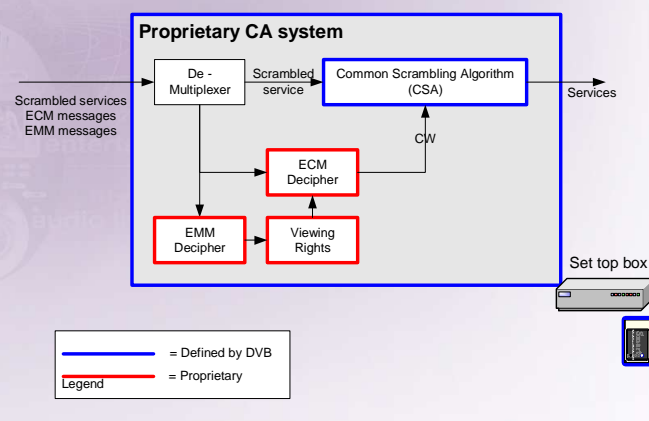 Proprietary CA system
De -
Multiplexer
Scrambled
service
Common Scrambling Algorithm
(CSA)
Services
Scrambled services
ECM messages
EMM messages
CW
ECM
Decipher
EMM
Decipher
Viewing
Rights
Set top box
= Defined by DVB
= Proprietary
Legend